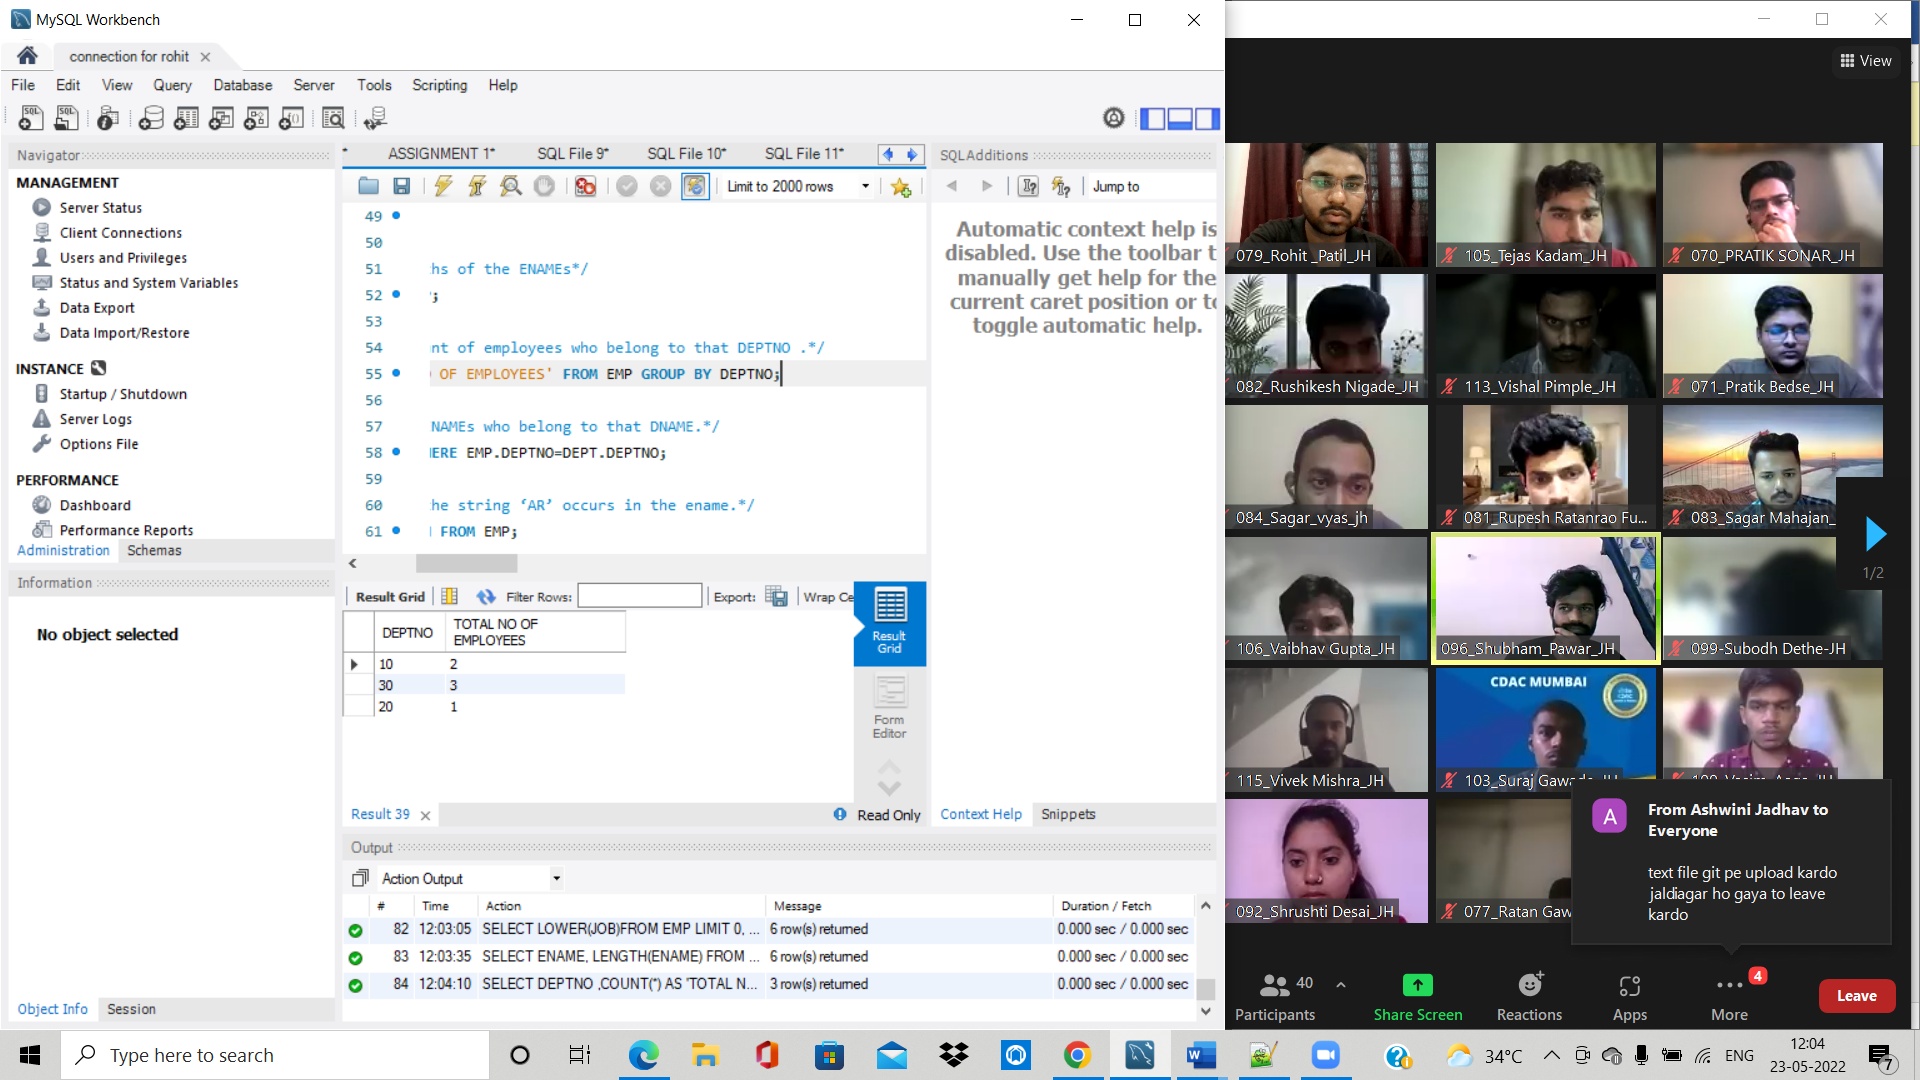 MySQL Workbench
connection for rohit
File Edit View Query Database Server Tools Scripting Help
Navigator
MANAGEMENT
Server Status
Client Connections
Users and Privileges
Status and System Variables
Data Export
Data Import/Restore
INSTANCE
Startup / Shutdown
Server Logs
Options File
PERFORMANCE
Dashboard
Performance Reports
Administration Schemas
Information
No object selected
Object Info Session
ASSIGNMENT 1* SQL File 9* SQL File 10* SQL File 11*
Limit to 2000 rows
49
50
51 hs of the ENAMEs*/
52 ';
53
54 nt of employees who belong to that DEPTNO .*/
55 OF EMPLOYEES' FROM EMP GROUP BY DEPTNO;
56
57 NAMEs who belong to that DNAME.*/
58 ERE EMP.DEPTNO=DEPT.DEPTNO;
59
60 he string ‘AR’ occurs in the ename.*/
61 FROM EMP;
Result Grid Filter Rows: Export: Wrap Ce
DEPTNO TOTAL NO OF EMPLOYEES
10 2
30 3
20 1
Result Grid
Form Editor
Result 39
Read Only
SQLAdditions
Jump to
Automatic context help is
disabled. Use the toolbar t
manually get help for the
current caret position or to
toggle automatic help.
Context Help Snippets
Output
Action Output
# Time Action Message Duration / Fetch
82 12:03:05 SELECT LOWER(JOB)FROM EMP LIMIT 0, ... 6 row(s) returned 0.000 sec / 0.000 sec
83 12:03:35 SELECT ENAME, LENGTH(ENAME) FROM ... 6 row(s) returned 0.000 sec / 0.000 sec
84 12:04:10 SELECT DEPTNO ,COUNT(*) AS 'TOTAL N... 3 row(s) returned 0.000 sec / 0.000 sec
View
079_Rohit _Patil_JH
105_Tejas Kadam_JH
070_PRATIK SONAR_JH
082_Rushikesh Nigade_JH
113_Vishal Pimple_JH
071_Pratik Bedse_JH
084_Sagar_vyas_jh
081_Rupesh Ratanrao Fu...
083_Sagar Mahajan_
1/2
106_Vaibhav Gupta_JH
096_Shubham_Pawar_JH
099-Subodh Dethe-JH
CDAC MUMBAI
115_Vivek Mishra_JH
103_Suraj
092_Shrushti Desai_JH
077_Ratan Gaw
A
From Ashwini Jadhav to
Everyone
text file git pe upload kardo
jaldiagar ho gaya to leave
kardo
40
4
Participants Share Screen Reactions Apps More
Leave
Type here to search
34°C
ENG
12:04
23-05-2022
7